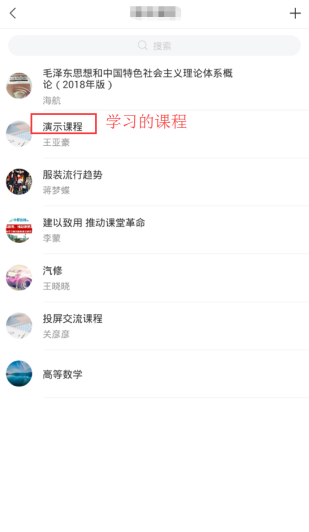 搜索
毛泽东思想和中国特色社会主义理论体系概
论（2018年版）
海航
演示课程
学习的课程
王亚豪
服装流行趋势
蒋梦蝶
建以致用 推动课堂革命
李蒙
汽修
王晓晓
投屏交流课程
关彦彦
高等数学